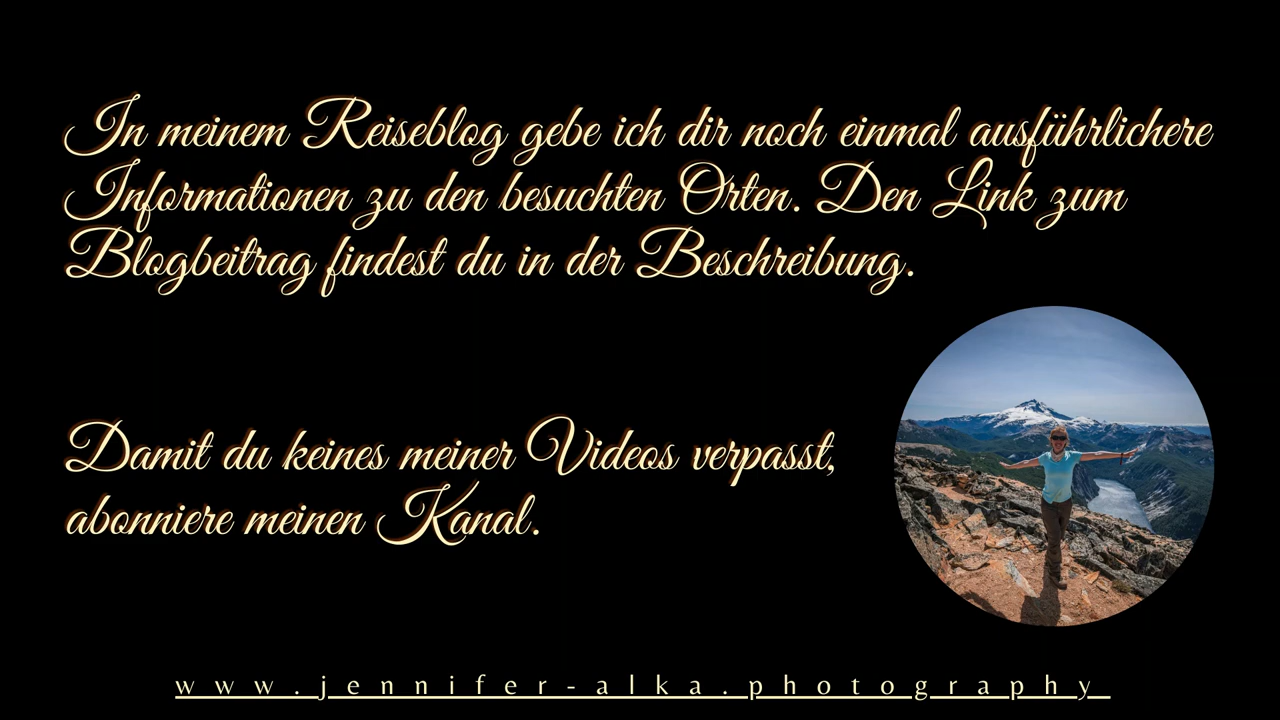 In meinem Reiseblog gebe ich dir noch einmal ausführlichere
Informationen zu den besuchten Orten. Den Link zum
Blogbeitrag findest du in der Beschreibung.
Damit du keines meiner Videos verpasst,
abonniere meinen Kanal.
www.jennifer-alka.photography